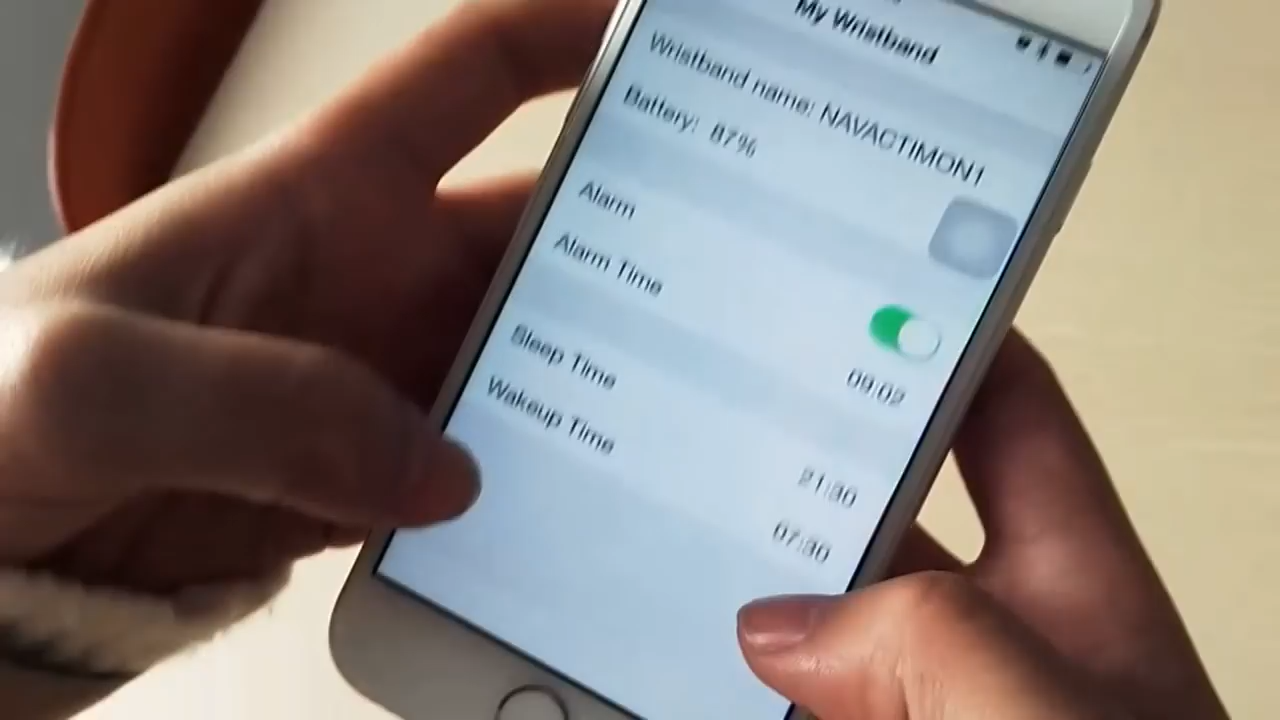 My Wristband
Wristband name: NAVACTIMON1
Battery: 87%
Alarm
Alarm Time 09:02
Sleep Time 21:30
Wakeup Time 07:30